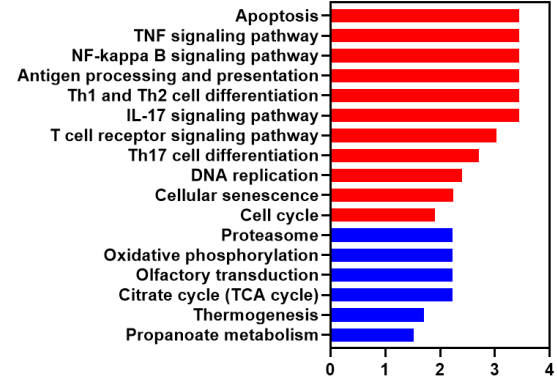 Apoptosis
TNF signaling pathway
NF-kappa B signaling pathway
Antigen processing and presentation
Th1 and Th2 cell differentiation
IL-17 signaling pathway
T cell receptor signaling pathway
Th17 cell differentiation
DNA replication
Cellular senescence
Cell cycle
Proteasome
Oxidative phosphorylation
Olfactory transduction
Citrate cycle (TCA cycle)
Thermogenesis
Propanoate metabolism
0 1 2 3 4